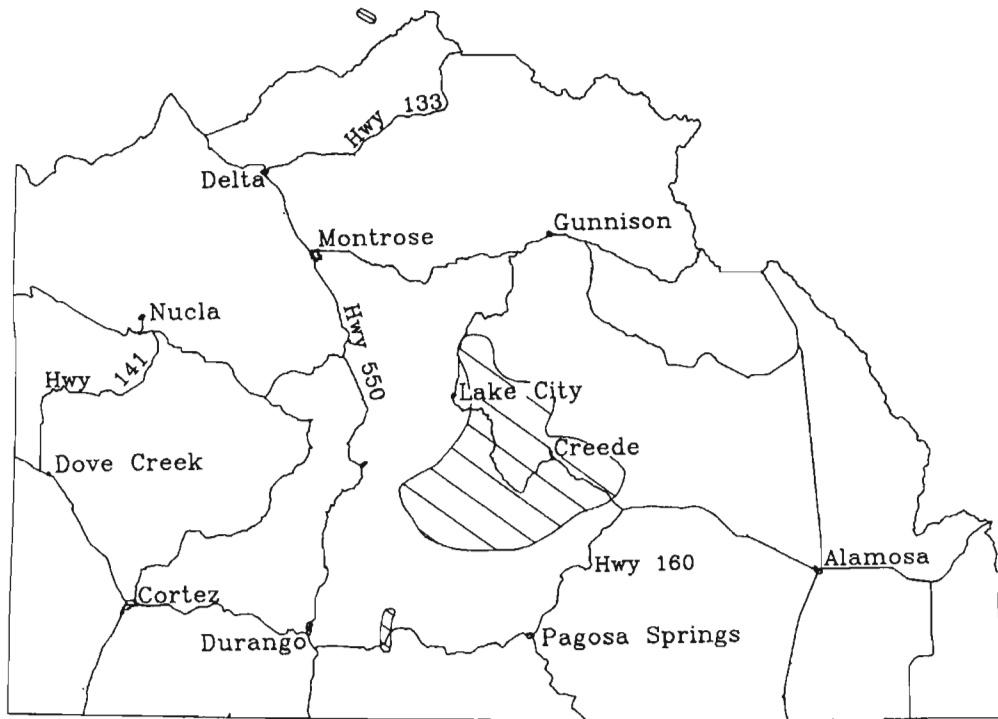 Hwy 133
Delta
Gunnison
Montrose
Nucla
Hwy 550
Hwy 141
Lake City
Creede
Dove Creek
Alamosa
Hwy 160
Cortez
Durango
Pagosa Springs